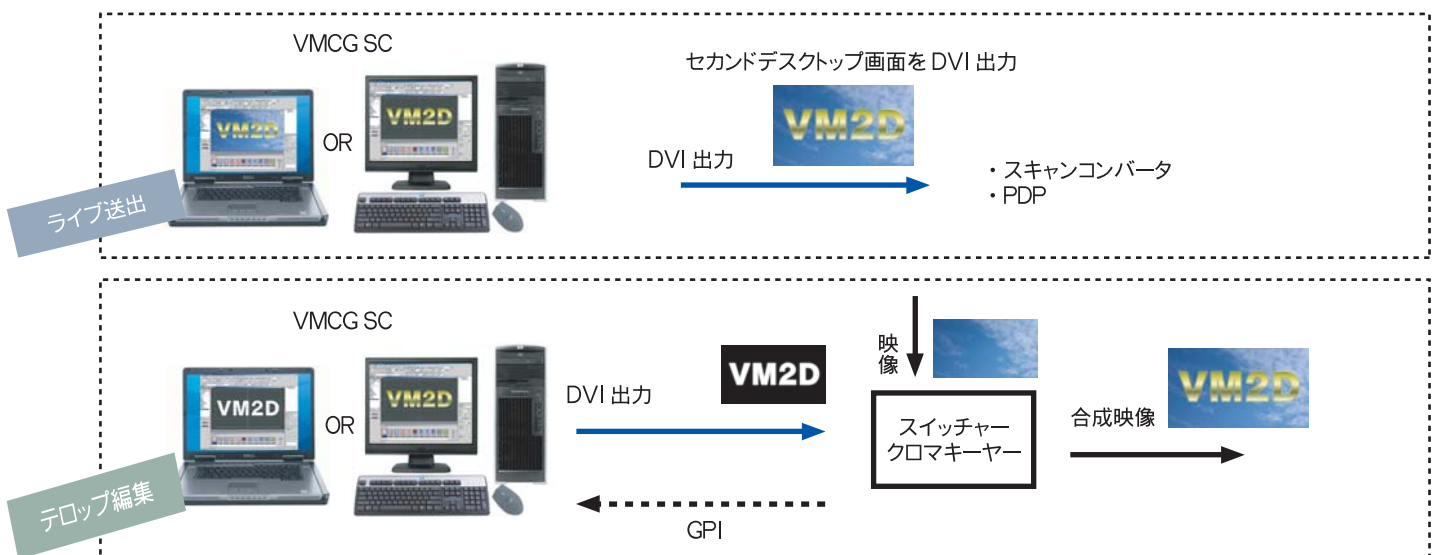 VMCG SC
セカンドデスクトップ画面を DVI 出力
VM2D
VM2D
VM2D
OR
DVI 出力
・スキャンコンバータ
・PDP
ライブ送出
VMCG SC
映像
VM2D
VM2D
VM2D
VM2D
OR
DVI 出力
スイッチャー
クロマキーヤー
合成映像
テロップ編集
GPI